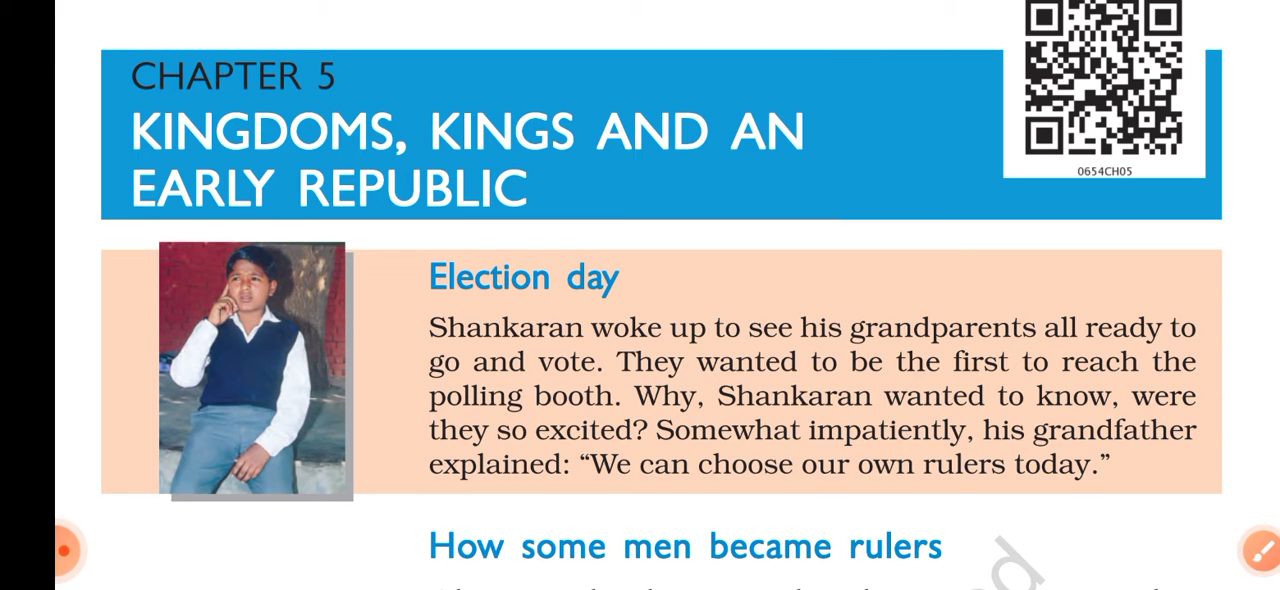 CHAPTER 5
KINGDOMS, KINGS AND AN
EARLY REPUBLIC
0654CH05
Election day
Shankaran woke up to see his grandparents all ready to
go and vote. They wanted to be the first to reach the
polling booth. Why, Shankaran wanted to know, were
they so excited? Somewhat impatiently, his grandfather
explained: “We can choose our own rulers today.”
How some men became rulers